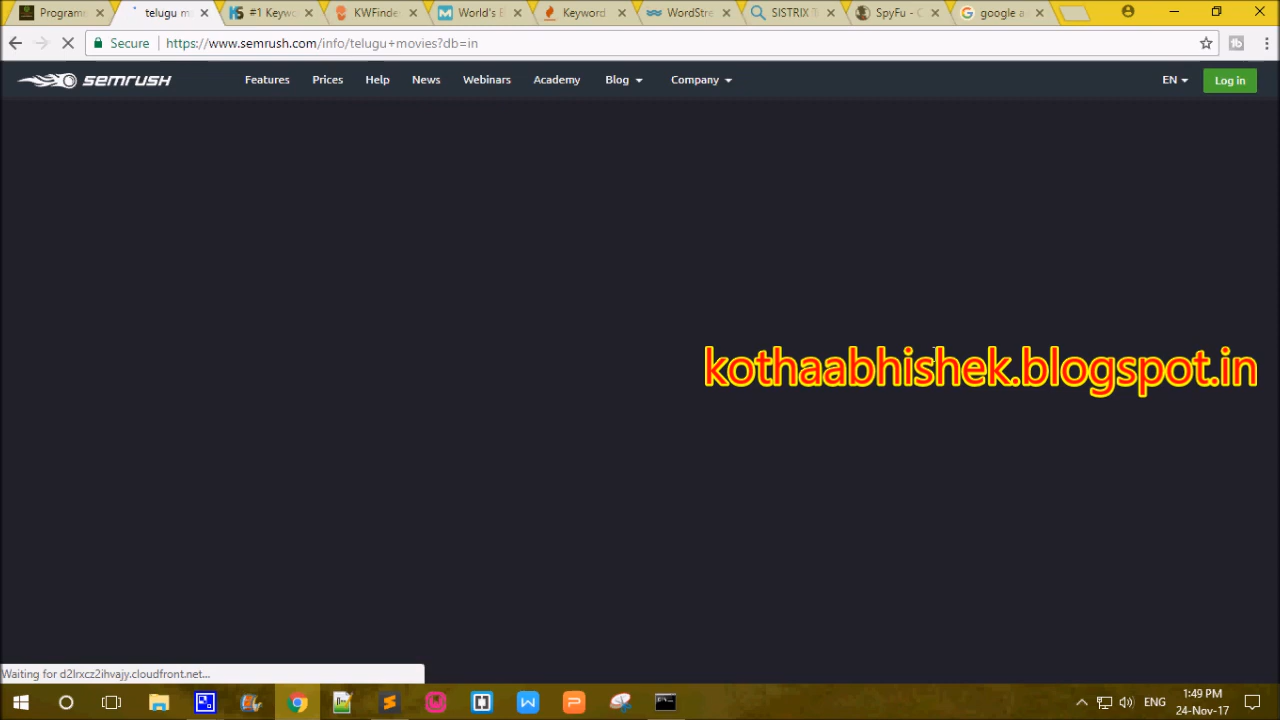 Programm
telugu m
#1 Keywo
KWFinde
World's B
Keyword
WordStre
SISTRIX T
SpyFu - C
google a
Secure https://www.semrush.com/info/telugu+movies?db=in
semrush Features Prices Help News Webinars Academy Blog Company EN Log in
kothaabhishek.blogspot.in
Waiting for d2lrxcz2ihvajy.cloudfront.net...
ENG
1:49 PM
24-Nov-17